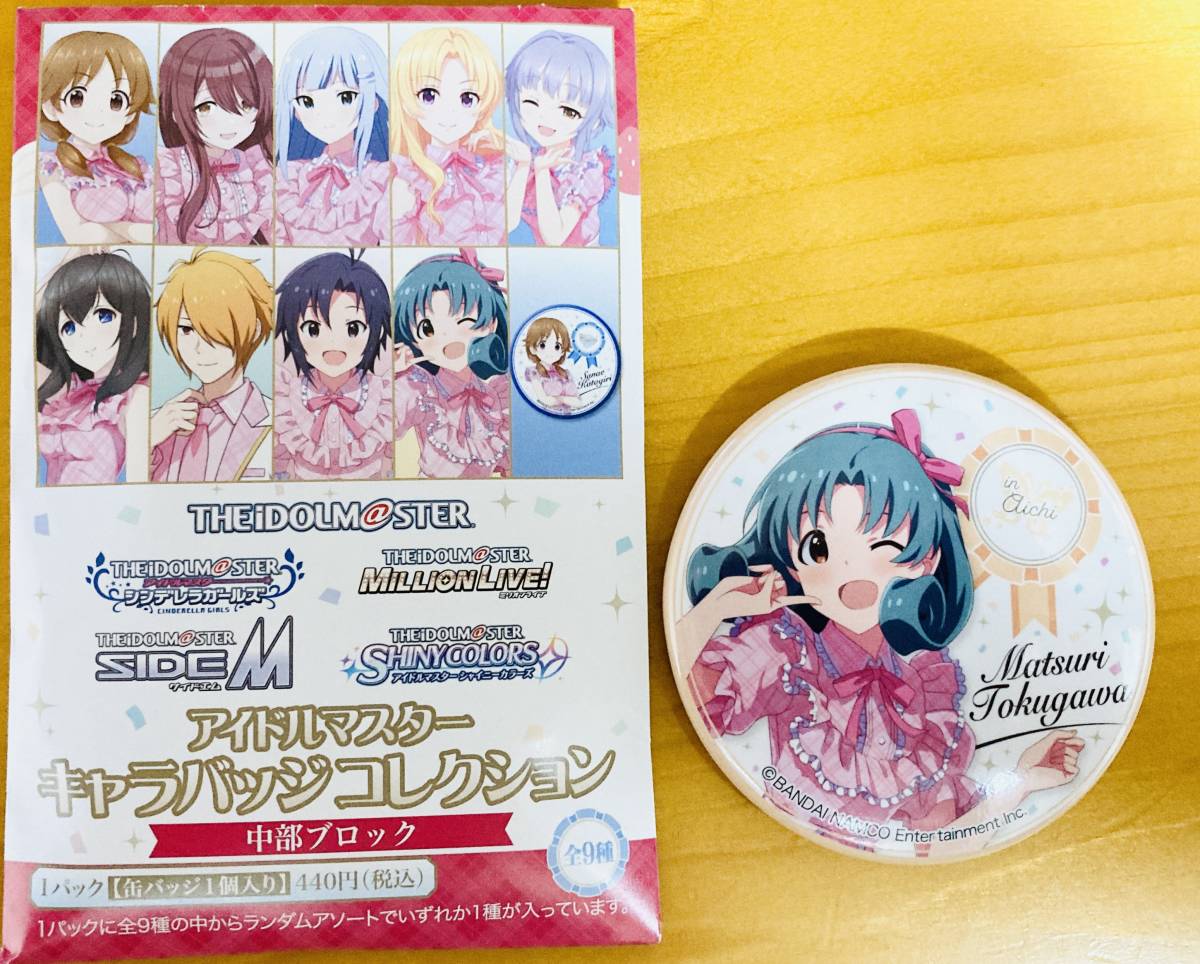 Sanae
Katagiri
THE iDOLM@STER
THE iDOLM@STER
アイドルマスター
シンデレラガールズ
CINDERELLA GIRLS
THE iDOLM@STER
MILLION LIVE!
ミリオンライブ
THE iDOLM@STER
SIDE M
サイドエム
THE iDOLM@STER
SHINY COLORS
アイドルマスターシャイニーカラーズ
アイドルマスター
キャラバッジコレクション
中部ブロック
全9種
1パック【缶バッジ1個入り】440円(税込)
1パックに全9種の中からランダムアソートでいずれか1種が入っています。
in
Aichi
Matsuri
Tokugawa
©BANDAI NAMCO Entertainment Inc.